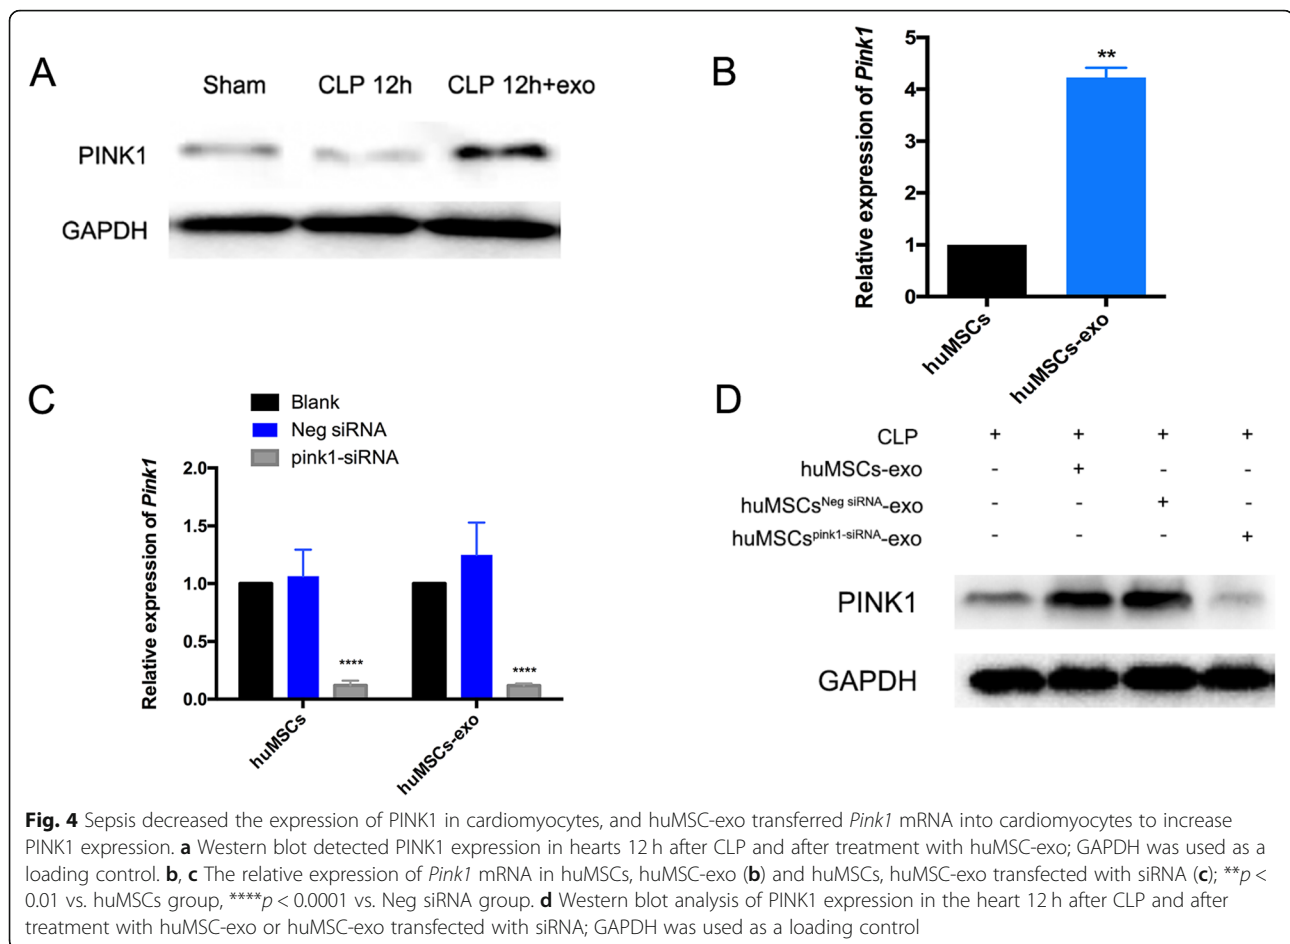 A
Sham CLP 12h CLP 12h+exo
PINK1
GAPDH
B
Relative expression of Pink1
5
4
3
2
1
0
**
huMSCs
huMSCs-exo
C
Blank
Neg siRNA
pink1-siRNA
Relative expression of Pink1
2.0
1.5
1.0
0.5
0.0
****
****
huMSCs
huMSCs-exo
D
CLP + + + +
huMSCs-exo - + - -
huMSCsNeg siRNA-exo - - + -
huMSCspink1-siRNA-exo - - - +
PINK1
GAPDH
Fig. 4 Sepsis decreased the expression of PINK1 in cardiomyocytes, and huMSC-exo transferred Pink1 mRNA into cardiomyocytes to increase
PINK1 expression. a Western blot detected PINK1 expression in hearts 12 h after CLP and after treatment with huMSC-exo; GAPDH was used as a
loading control. b, c The relative expression of Pink1 mRNA in huMSCs, huMSC-exo (b) and huMSCs, huMSC-exo transfected with siRNA (c); **p <
0.01 vs. huMSCs group, ****p < 0.0001 vs. Neg siRNA group. d Western blot analysis of PINK1 expression in the heart 12 h after CLP and after
treatment with huMSC-exo or huMSC-exo transfected with siRNA; GAPDH was used as a loading control